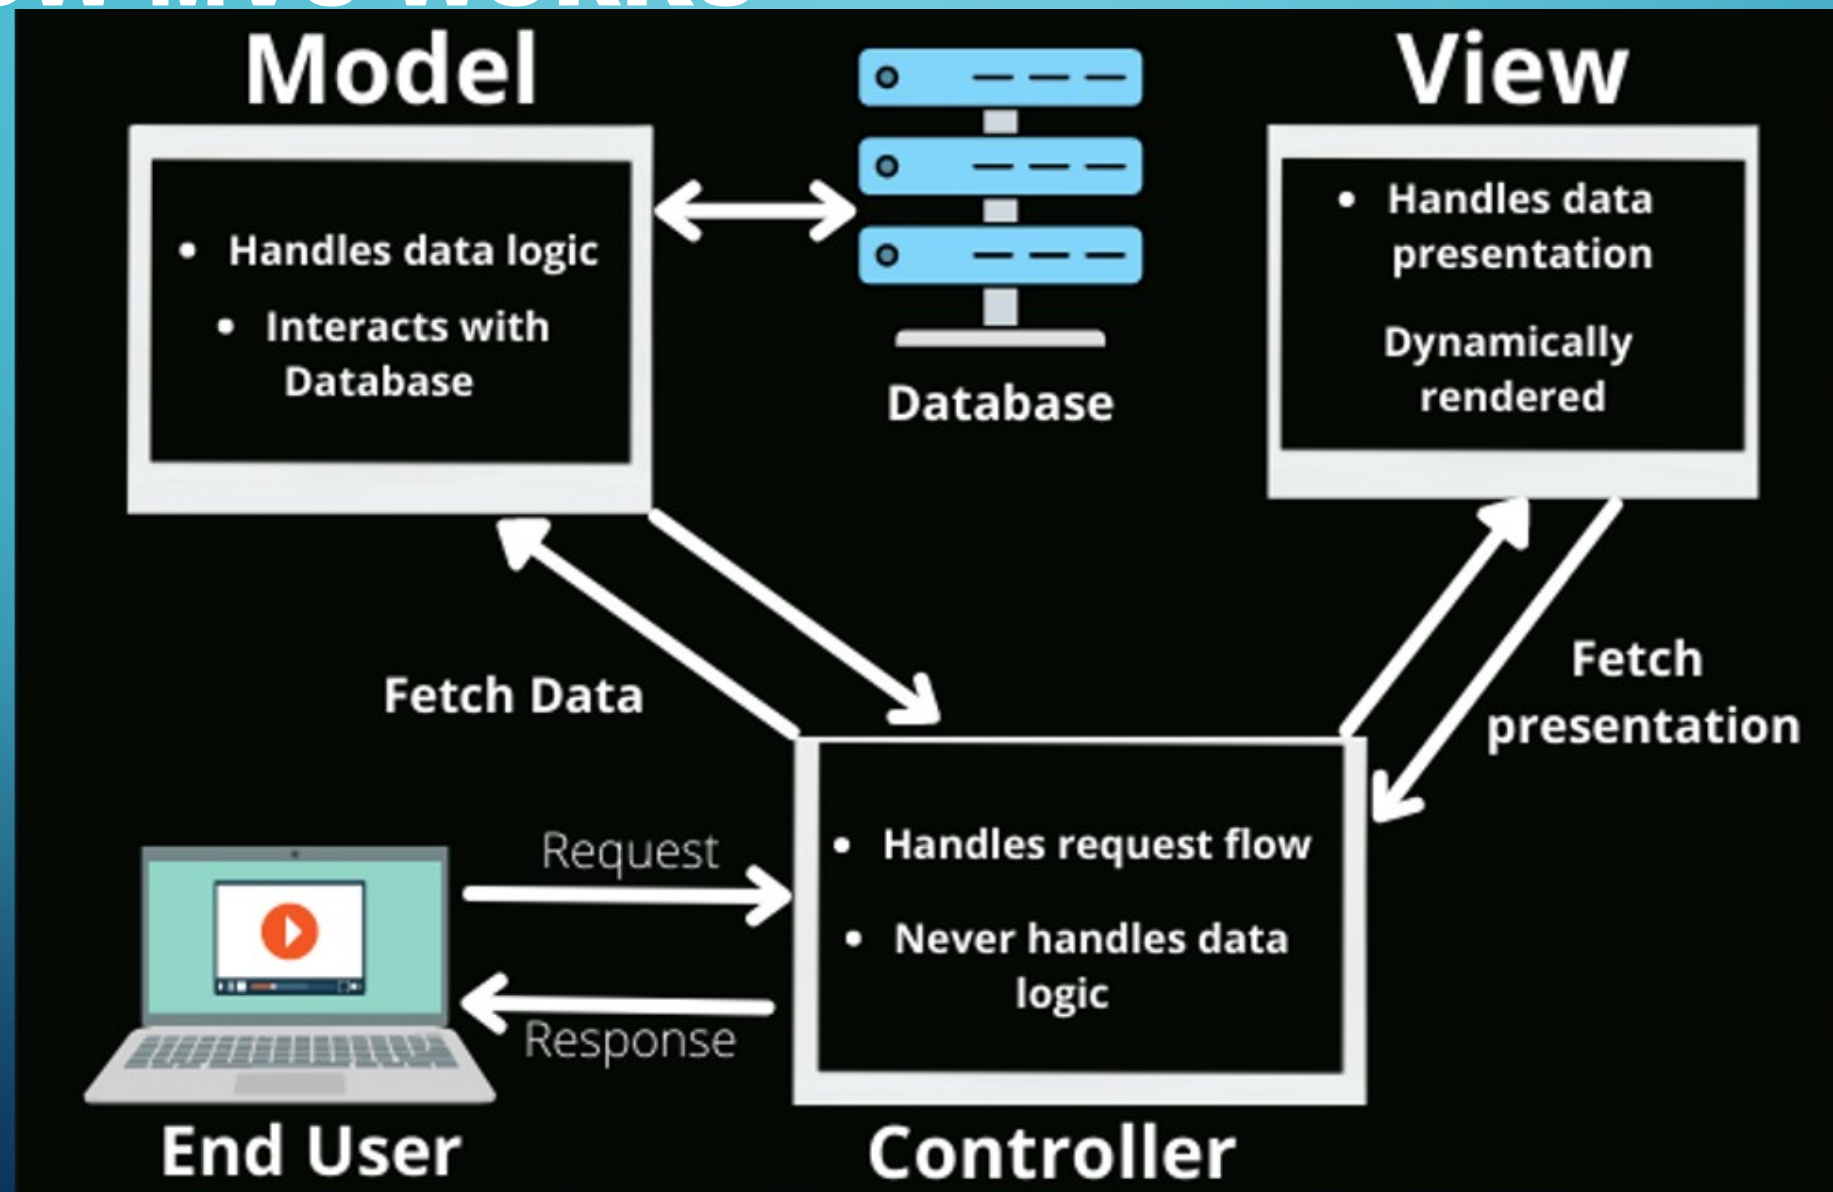 Model
View
• Handles data logic
• Interacts with
Database
Database
• Handles data
presentation
Dynamically
rendered
Fetch Data
Fetch
presentation
Request
Response
• Handles request flow
• Never handles data
logic
End User
Controller